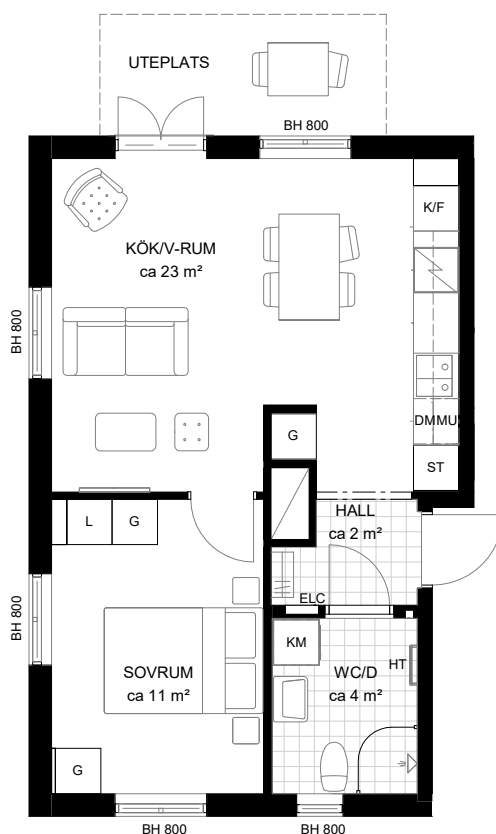 UTEPLATS
BH 800
K/F
KÖK/V-RUM
ca 23 m²
BH 800
DMMU
G
ST
L
G
HALL
ca 2 m²
ELC
BH 800
KM
WC/D
HT
ca 4 m²
SOVRUM
ca 11 m²
G
BH 800
BH 800